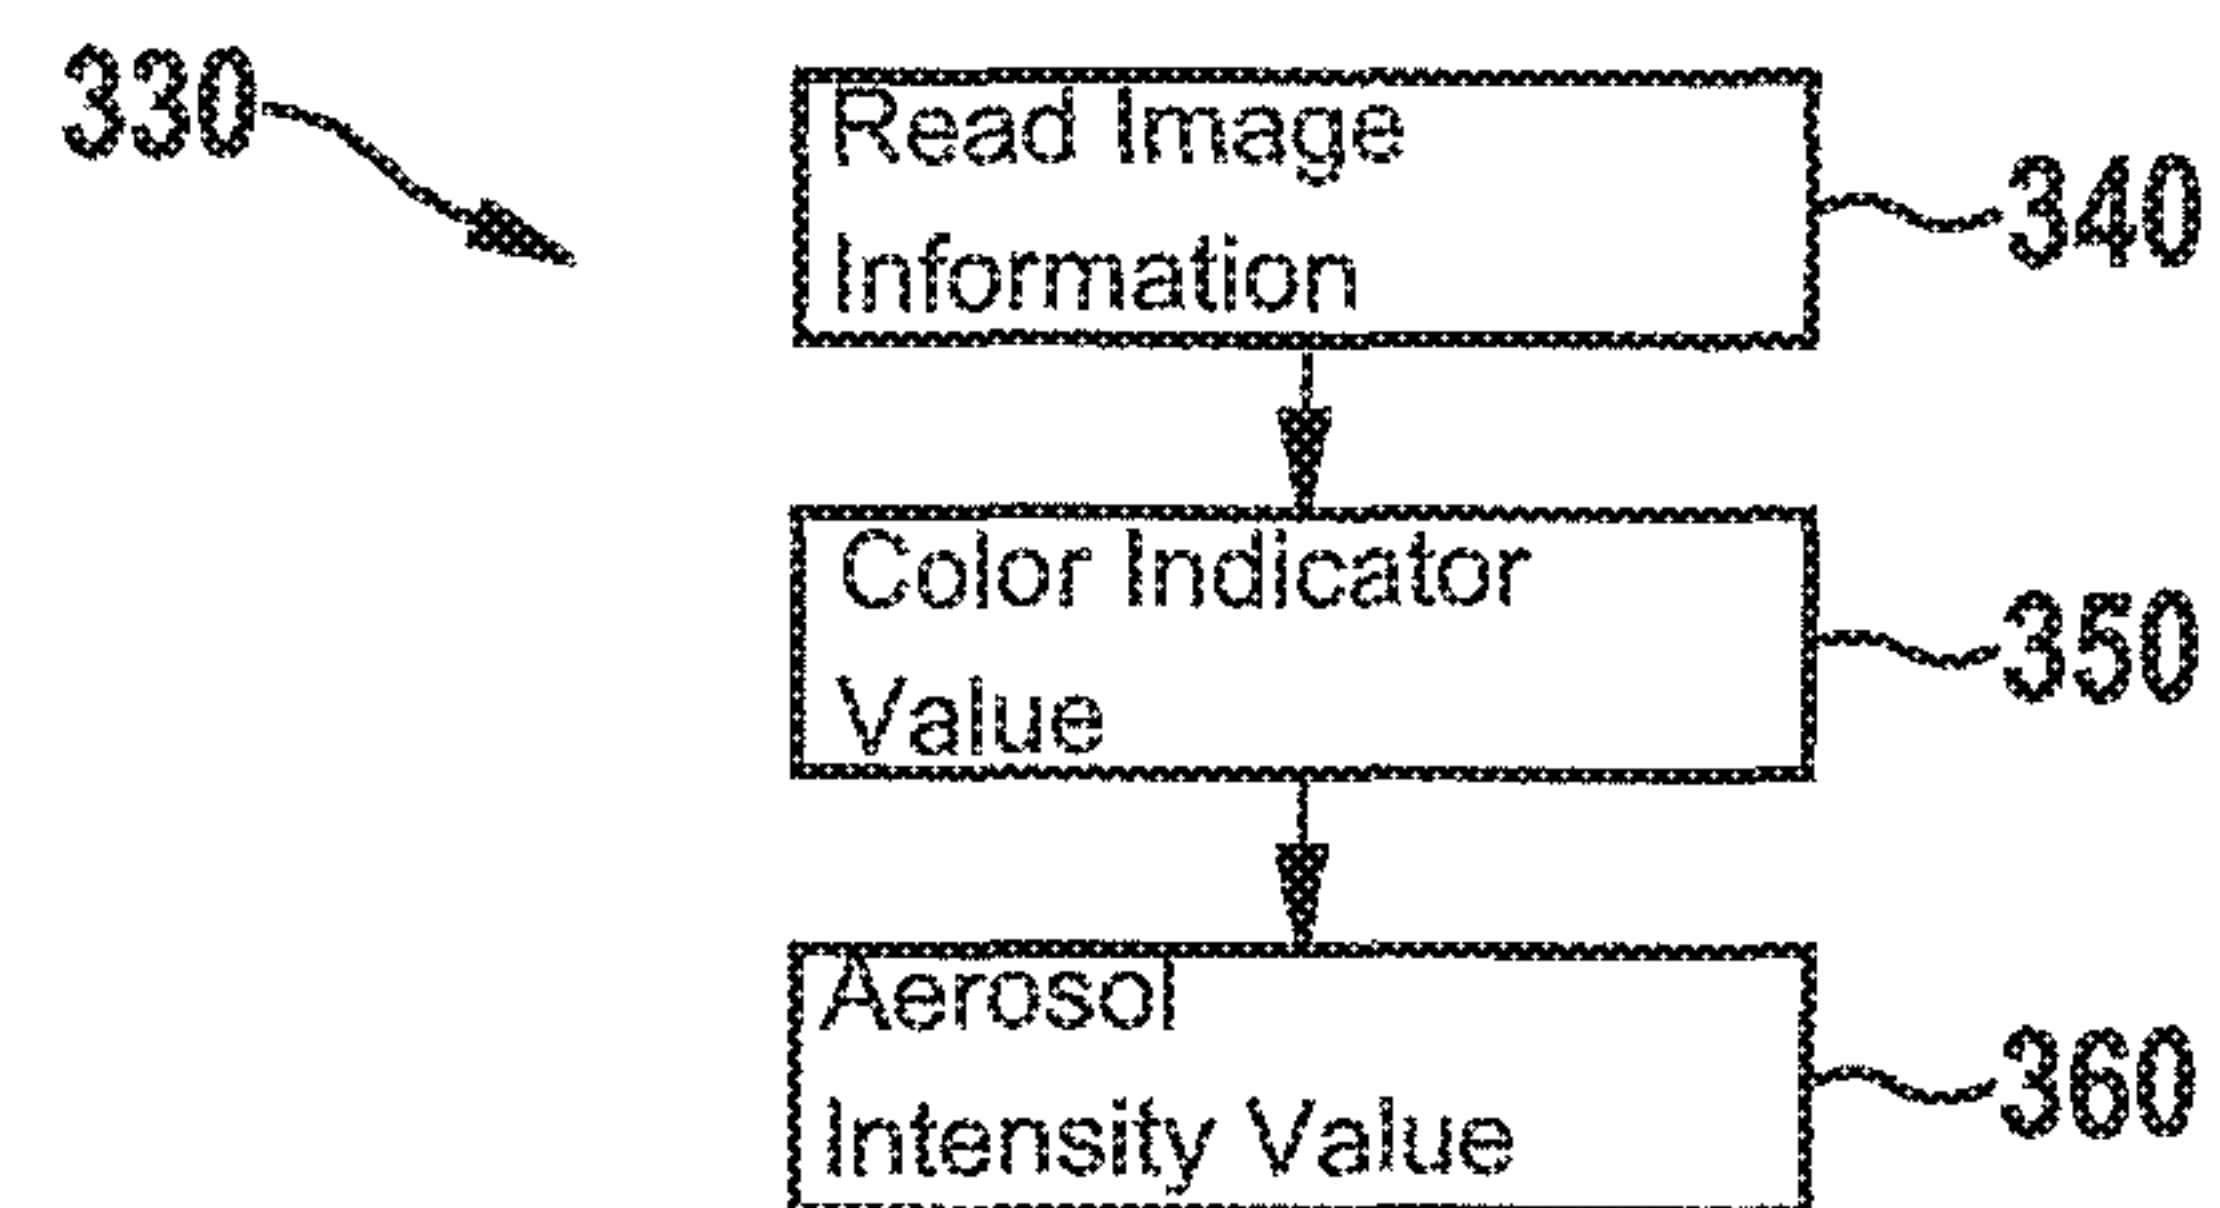 330
Read Image
Information
340
Color Indicator
Value
350
Aerosol
Intensity Value
360